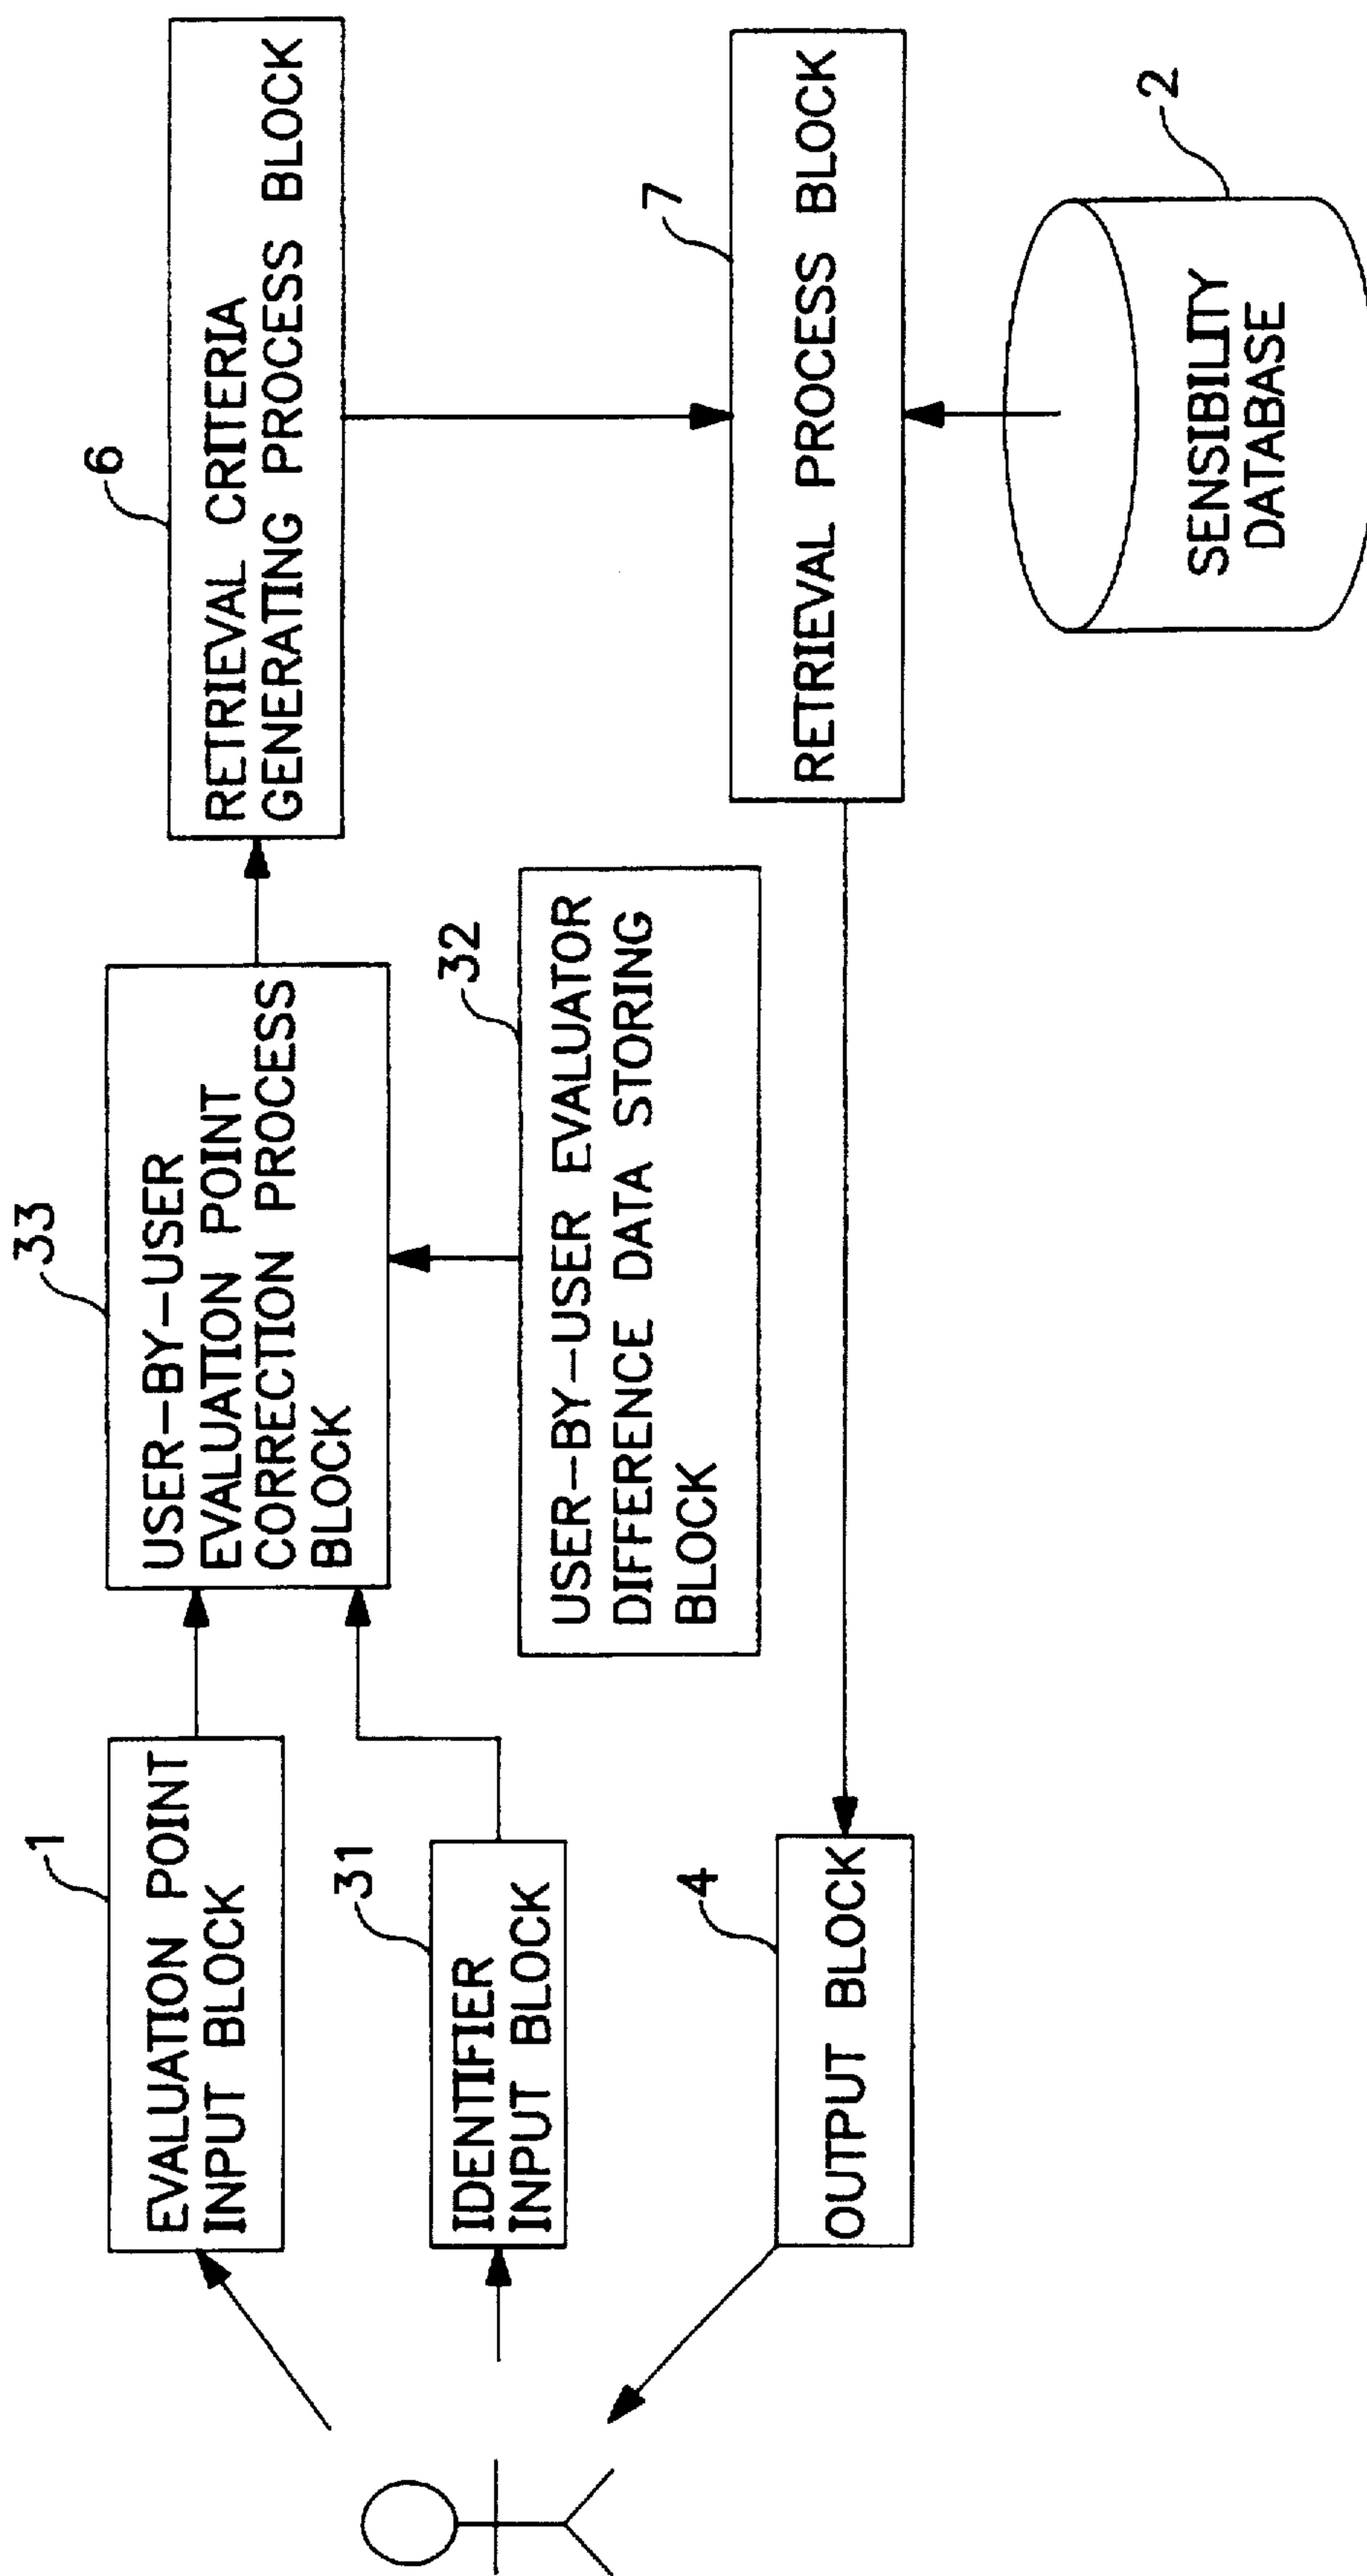 33
USER-BY-USER
EVALUATION POINT
CORRECTION PROCESS
BLOCK
6
RETRIEVAL CRITERIA
GENERATING PROCESS BLOCK
1
EVALUATION POINT
INPUT BLOCK
31
IDENTIFIER
INPUT BLOCK
32
USER-BY-USER EVALUATOR
DIFFERENCE DATA STORING
BLOCK
7
RETRIEVAL PROCESS BLOCK
4
OUTPUT BLOCK
2
SENSIBILITY
DATABASE